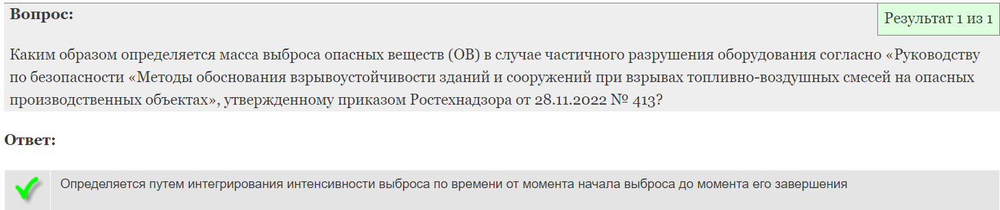 Вопрос:
Результат 1 из 1
Каким образом определяется масса выброса опасных веществ (ОВ) в случае частичного разрушения оборудования согласно «Руководству
по безопасности «Методы обоснования взрывоустойчивости зданий и сооружений при взрывах топливно-воздушных смесей на опасных
производственных объектах», утвержденному приказом Ростехнадзора от 28.11.2022 № 413?
Ответ:
Определяется путем интегрирования интенсивности выброса по времени от момента начала выброса до момента его завершения